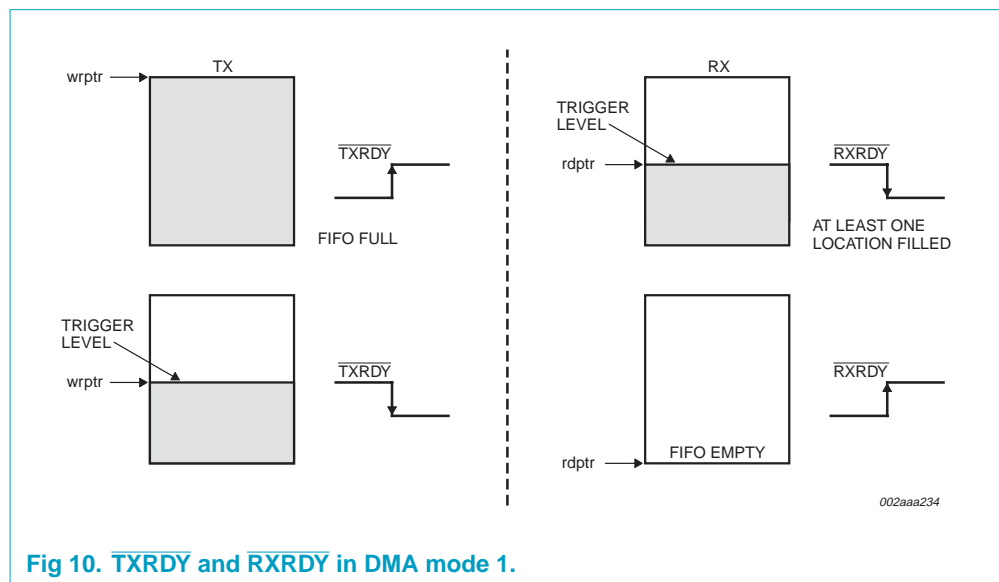 TX
wrptr
TXRDY
FIFO FULL
TRIGGER
LEVEL
wrptr
TXRDY
RX
TRIGGER
LEVEL
rdptr
RXRDY
AT LEAST ONE
LOCATION FILLED
RXRDY
FIFO EMPTY
rdptr
002aaa234
Fig 10. TXRDY and RXRDY in DMA mode 1.